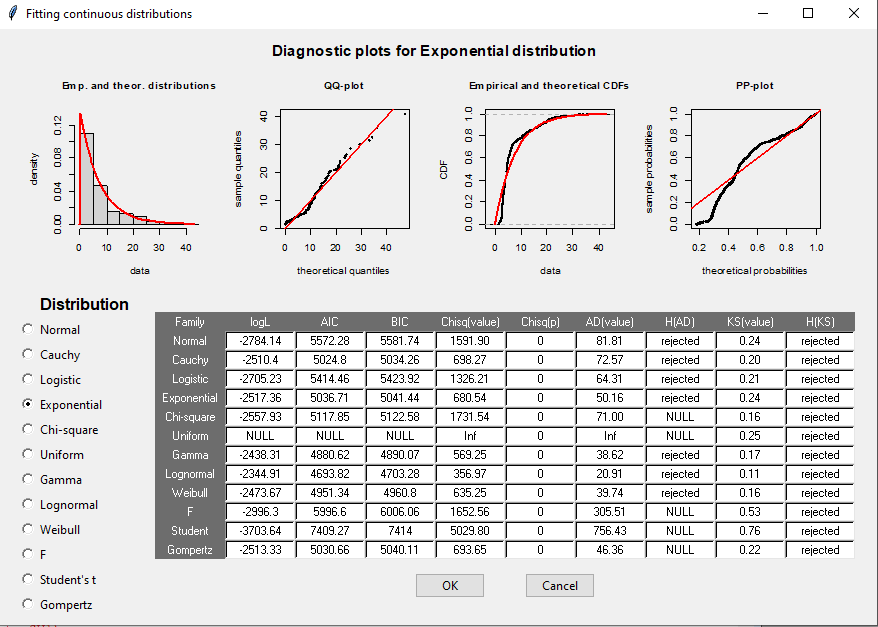 Fitting continuous distributions
Diagnostic plots for Exponential distribution
Emp. and theor. distributions
QQ-plot
Empirical and theoretical CDFs
PP-plot
density
0.00 0.04 0.08 0.12
0 10 20 30 40
data
sample quantiles
0 10 20 30 40
0 10 20 30 40
theoretical quantiles
CDF
0.0 0.2 0.4 0.6 0.8 1.0
0 10 20 30 40
data
sample probabilities
0.0 0.2 0.4 0.6 0.8 1.0
0.2 0.4 0.6 0.8 1.0
theoretical probabilities
Distribution
Normal
Cauchy
Logistic
Exponential
Chi-square
Uniform
Gamma
Lognormal
Weibull
F
Student's t
Gompertz
Family logL AIC BIC Chisq(value) Chisq(p) AD(value) H(AD) KS(value) H(KS)
Normal -2784.14 5572.28 5581.74 1591.90 0 81.81 rejected 0.24 rejected
Cauchy -2510.4 5024.8 5034.26 698.27 0 72.57 rejected 0.20 rejected
Logistic -2705.23 5414.46 5423.92 1326.21 0 64.31 rejected 0.21 rejected
Exponential -2517.36 5036.71 5041.44 680.54 0 50.16 rejected 0.24 rejected
Chi-square -2557.93 5117.85 5122.58 1731.54 0 71.00 NULL 0.16 rejected
Uniform NULL NULL NULL Inf 0 Inf NULL 0.25 rejected
Gamma -2438.31 4880.62 4890.07 569.25 0 38.62 rejected 0.17 rejected
Lognormal -2344.91 4693.82 4703.28 356.97 0 20.91 rejected 0.11 rejected
Weibull -2473.67 4951.34 4960.8 635.25 0 39.74 rejected 0.16 rejected
F -2996.3 5996.6 6006.06 1652.56 0 305.51 NULL 0.53 rejected
Student -3703.64 7409.27 7414 5029.80 0 756.43 NULL 0.76 rejected
Gompertz -2513.33 5030.66 5040.11 693.65 0 46.36 NULL 0.22 rejected
OK
Cancel